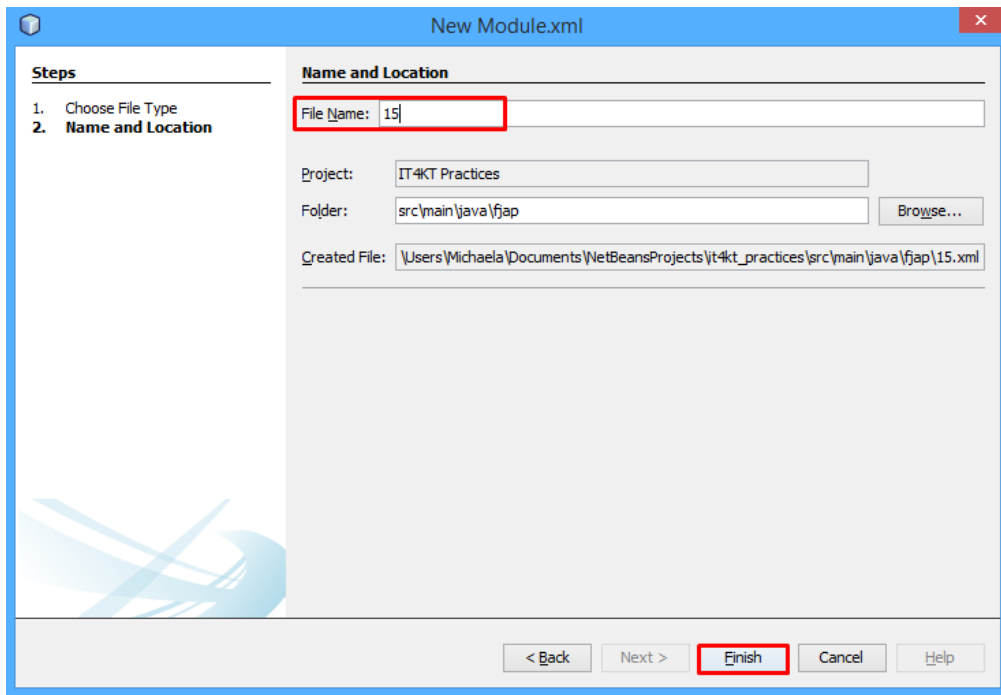 New Module.xml
Steps
1. Choose File Type
2. Name and Location
Name and Location
File Name: 15
Project: IT4KT Practices
Folder: src\main\java\fjap Browse...
Created File: \Users\Michaela\Documents\NetBeansProjects\it4kt_practices\src\main\java\fjap\15.xml
< Back Next > Finish Cancel Help